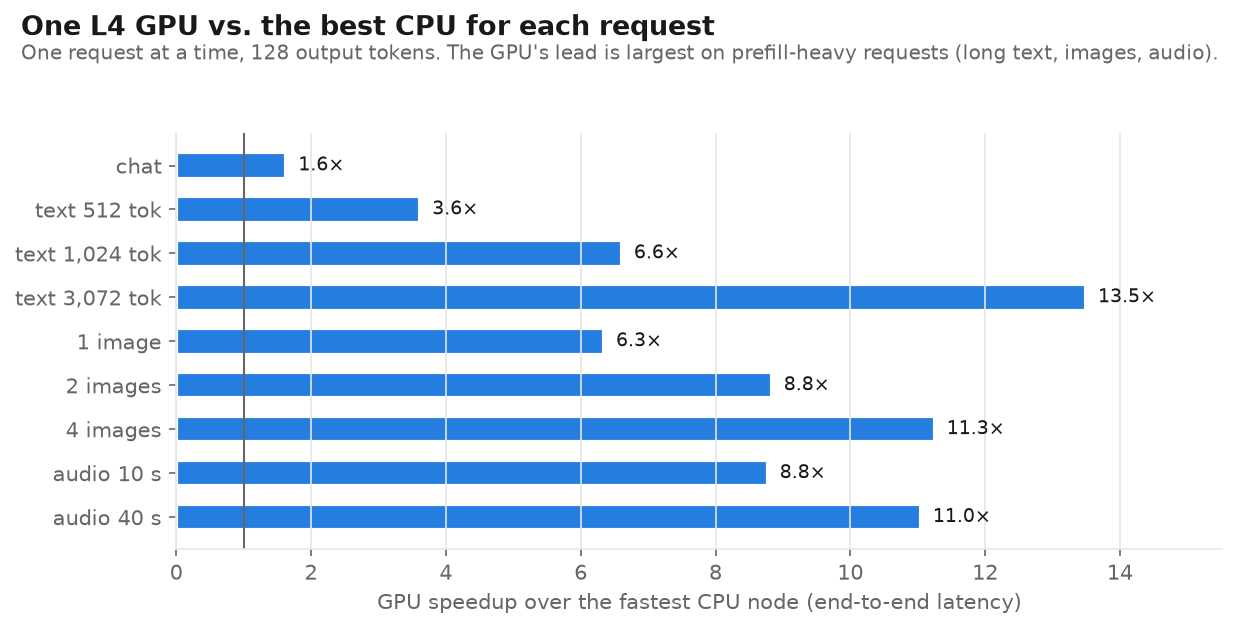 One L4 GPU vs. the best CPU for each request
One request at a time, 128 output tokens. The GPU's lead is largest on prefill-heavy requests (long text, images, audio).
chat 1.6×
text 512 tok 3.6×
text 1,024 tok 6.6×
text 3,072 tok 13.5×
1 image 6.3×
2 images 8.8×
4 images 11.3×
audio 10 s 8.8×
audio 40 s 11.0×
0 2 4 6 8 10 12 14
GPU speedup over the fastest CPU node (end-to-end latency)